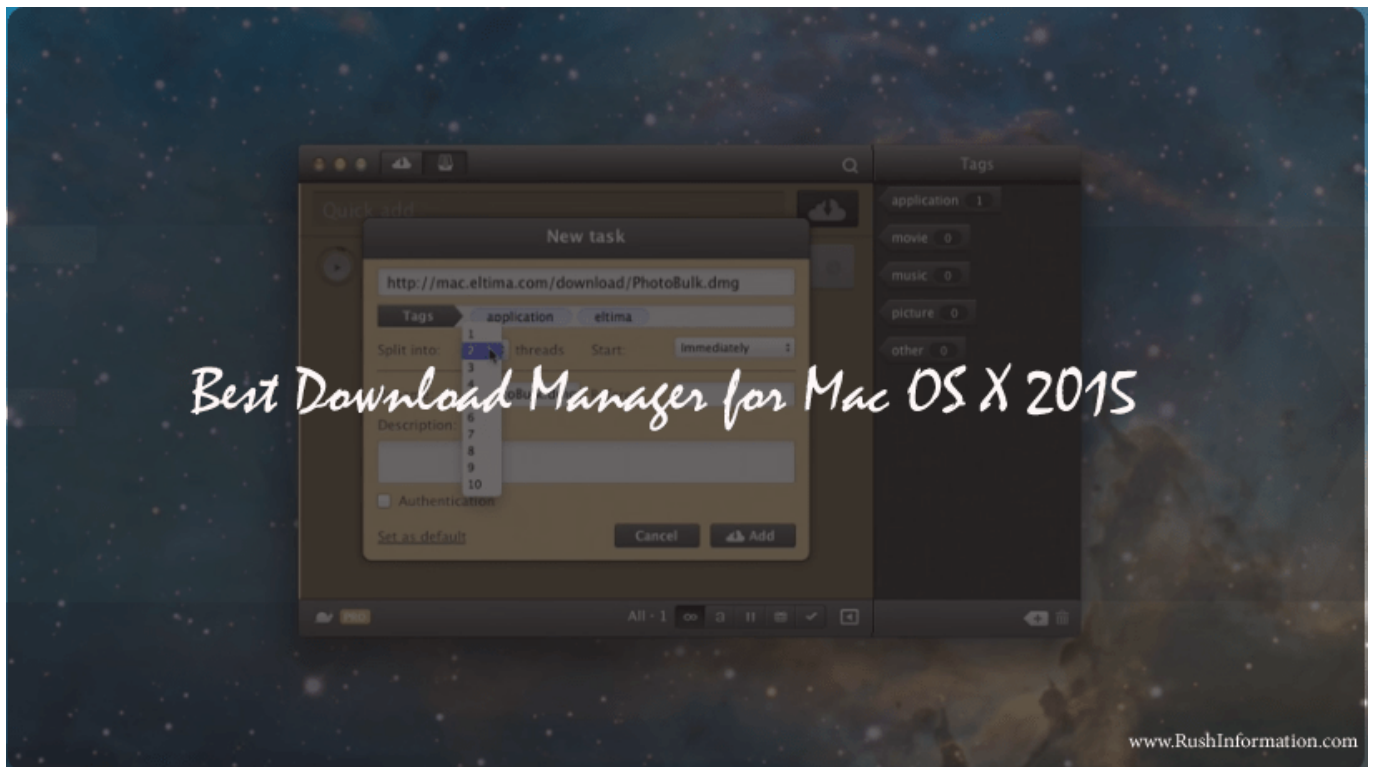 Tags
Quick add
application 1
New task
movie 0
http://mac.eltima.com/download/PhotoBulk.dmg
music 0
Tags application eltima
picture 0
1
Split into: 2 threads Start: Immediately
other 0
3
4
Best Download Manager for Mac OS X 2015
6
Description:
7
8
9
10
Authentication
Set as default
Cancel
Add
PRO
All - 1
www.RushInformation.com